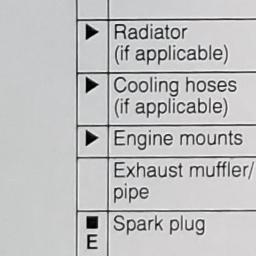 ▶ Radiator
(if applicable)
▶ Cooling hoses
(if applicable)
▶ Engine mounts
Exhaust muffler/
pipe
■ Spark plug
E